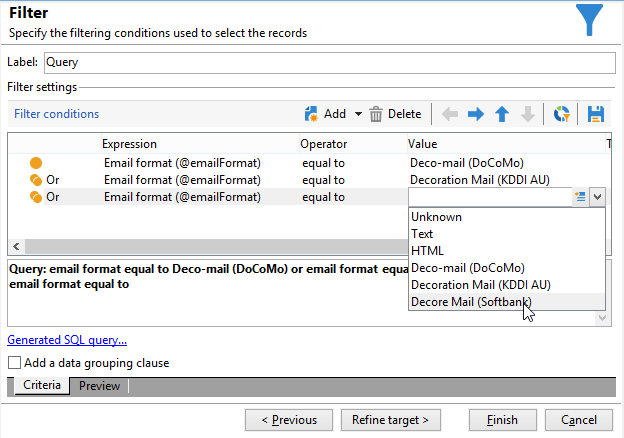 Filter
Specify the filtering conditions used to select the records
Label: Query
Filter settings
Filter conditions Add Delete
Expression Operator Value T
Email format (@emailFormat) equal to Deco-mail (DoCoMo)
Or Email format (@emailFormat) equal to Decoration Mail (KDDI AU)
Or Email format (@emailFormat) equal to
Unknown
Text
HTML
Deco-mail (DoCoMo)
Decoration Mail (KDDI AU)
Decore Mail (Softbank)
Query: email format equal to Deco-mail (DoCoMo) or email format equa
email format equal to
Generated SQL query...
Add a data grouping clause
Criteria Preview
< Previous Refine target > Finish Cancel